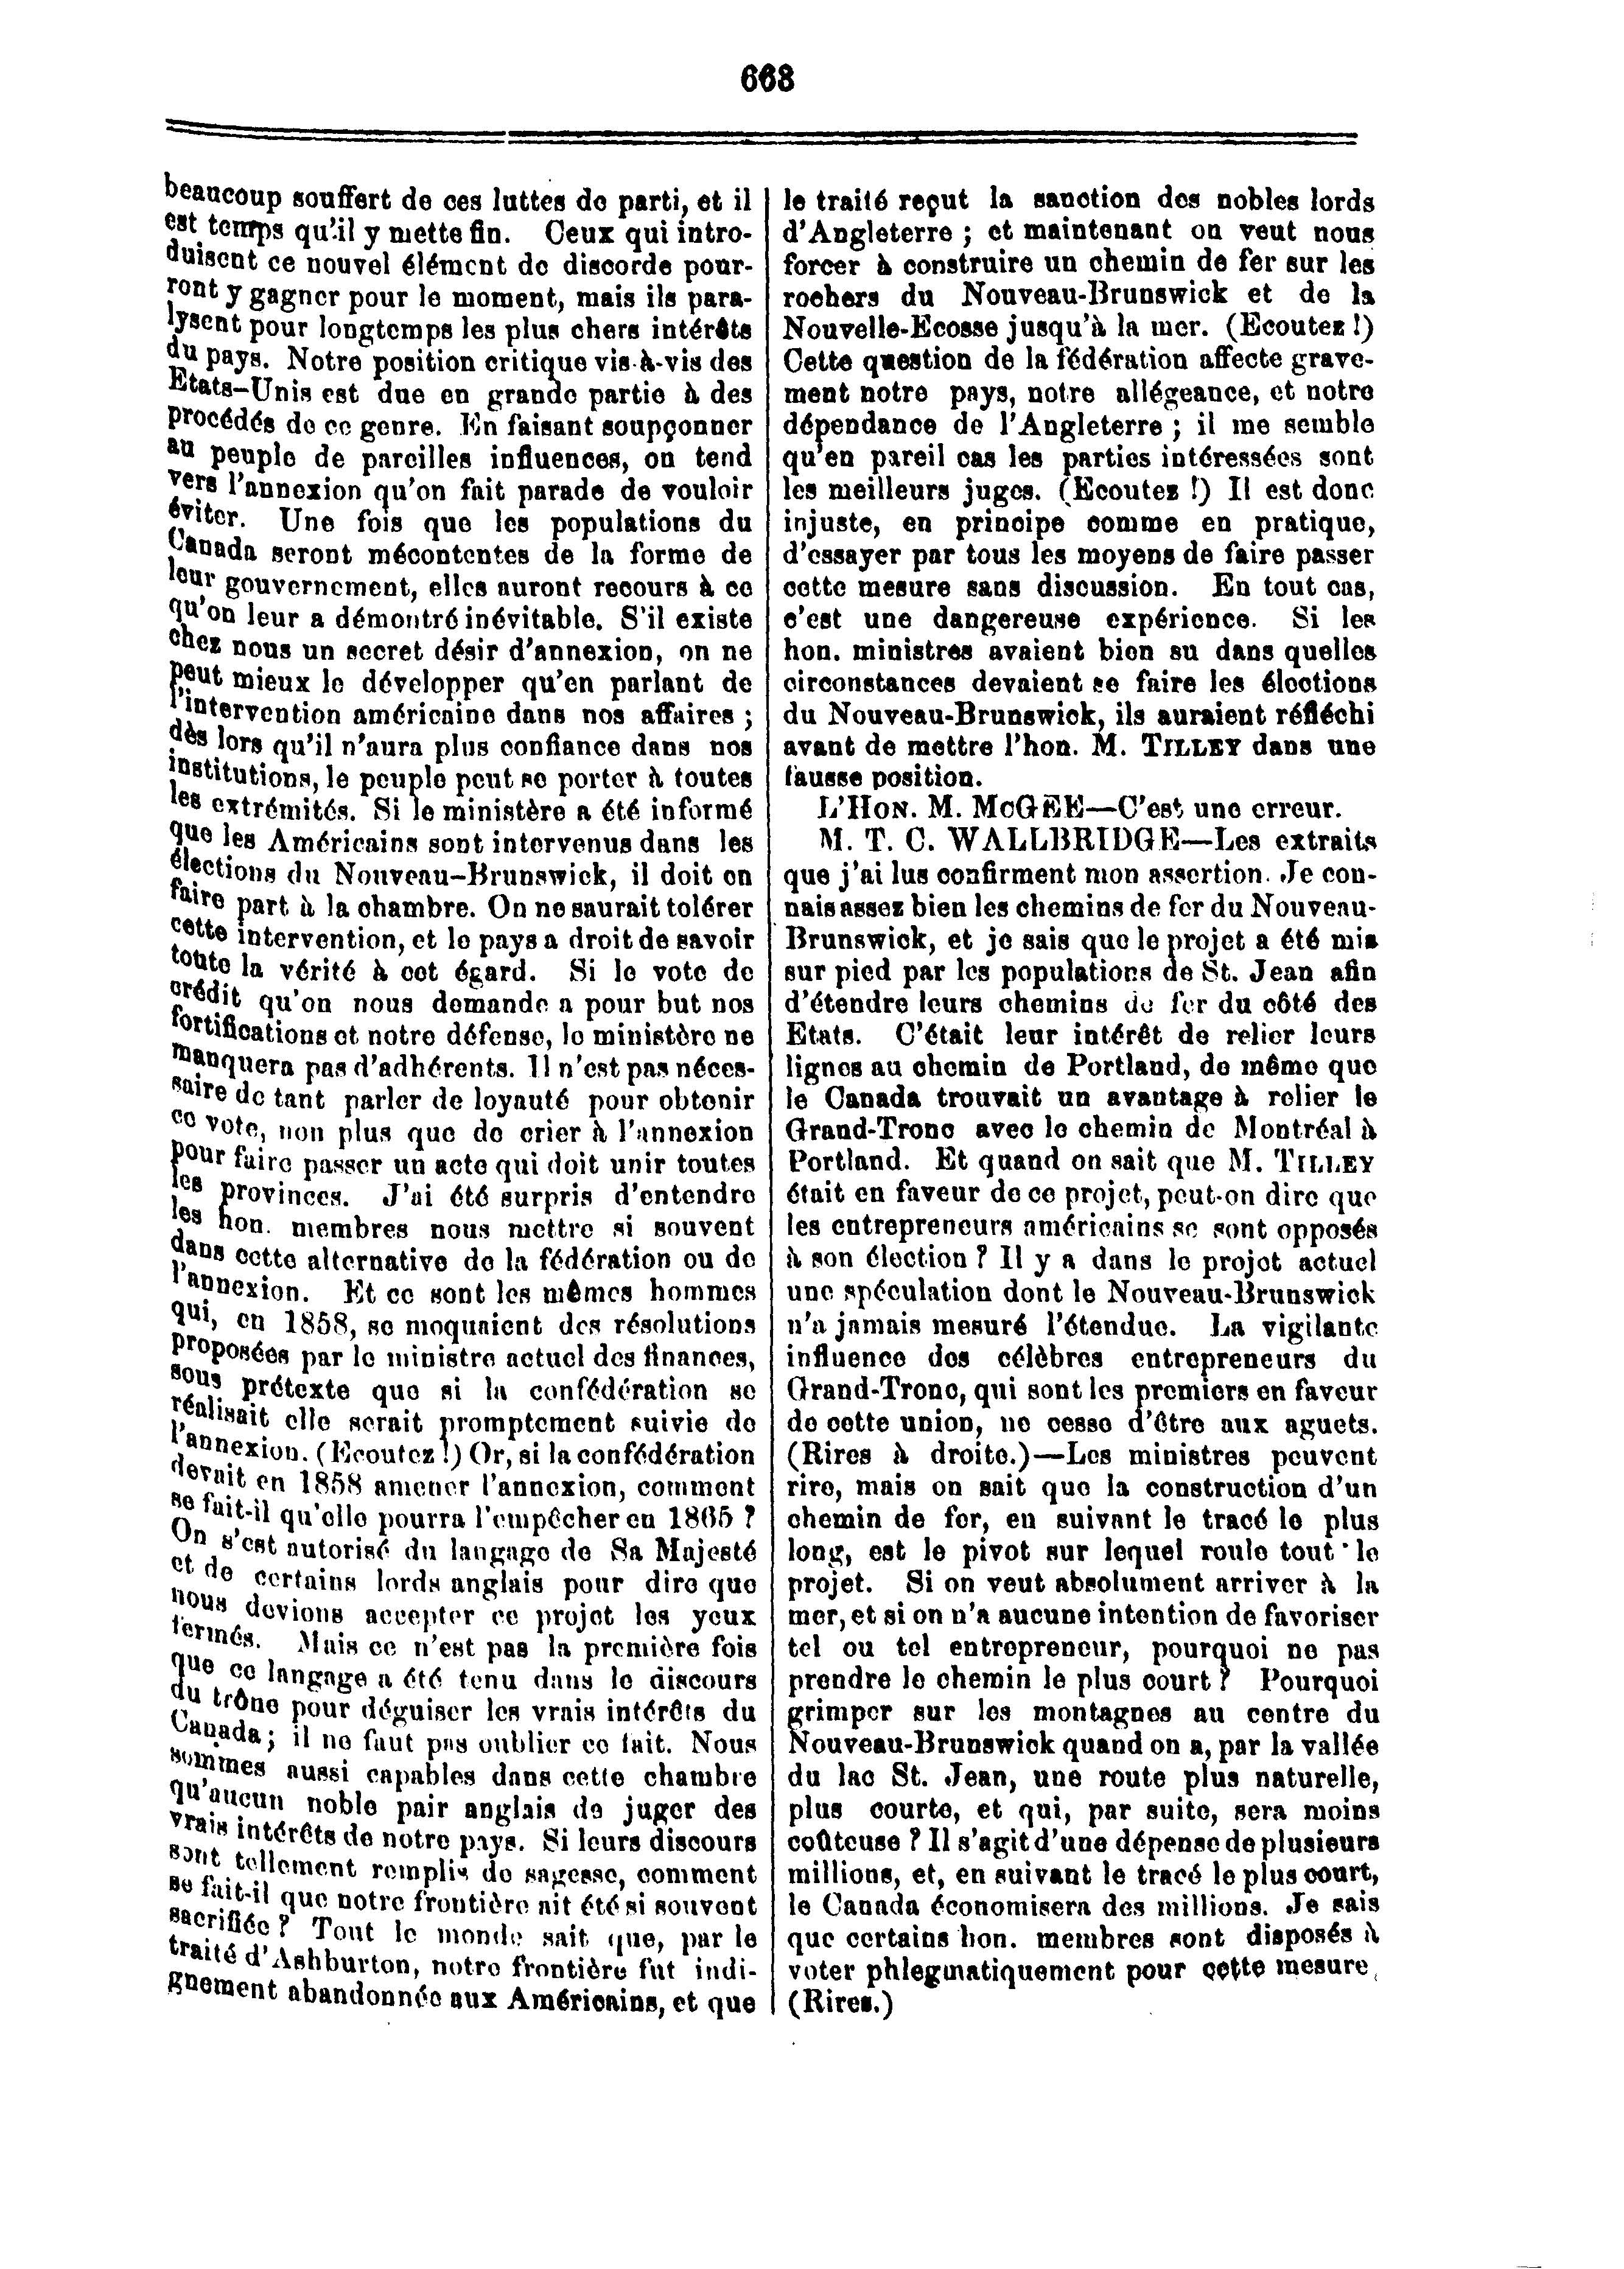 668
beaucoup souffert de ces luttes de parti, et il
est temps qu'il y mette fin. Ceux qui intro-
duisent ce nouvel élément de discorde pour-
ront y gagner pour le moment, mais ils para-
lysent pour longtemps les plus chers intérêts
du pays. Notre position critique vis-à-vis des
Etats-Unis est due en grande partie à des
procédés de ce genre. En faisant soupçonner
au peuple de pareilles influences, on tend
vers l'annexion qu'on fait parade de vouloir
éviter. Une fois que les populations du
Canada seront mécontentes de la forme de
leur gouvernement, elles auront recours à ce
qu'on leur a démontré inévitable. S'il existe
chez nous un secret désir d'annexion, on ne
peut mieux le développer qu'en parlant de
l'intervention américaine dans nos affaires ;
dès lors qu'il n'aura plus confiance dans nos
institutions, le peuple peut se porter à toutes
les extrémités. Si le ministère a été informé
que les Américains sont intervenus dans les
élections du Nouveau-Brunswick, il doit en
faire part à la chambre. On ne saurait tolérer
cette intervention, et le pays a droit de savoir
toute la vérité à cet égard. Si le vote de
crédit qu'on nous demande a pour but nos
fortifications et notre défense, le ministère ne
manquera pas d'adhérents. Il n'est pas néces-
saire de tant parler de loyauté pour obtenir
ce vote, non plus que de crier à l'annexion
pour faire passer un acte qui doit unir toutes
les provinces. J'ai été surpris d'entendre
les hon. membres nous mettre si souvent
dans cette alternative de la fédération ou de
l'annexion. Et ce sont les mêmes hommes
qui, en 1858, se moquaient des résolutions
proposées par le ministre actuel des finances,
sous prétexte que si la confédération se
réalisait elle serait promptement suivie de
l'annexion. (Ecoutez !) Or, si la confédération
devait en 1858 amener l'annexion, comment
se fait-il qu'elle pourra l'empêcher en 1865 ?
On s'est autorisé du langage de Sa Majesté
et de certains lords anglais pour dire que
nous devions accepter ce projet les yeux
fermés. Mais ce n'est pas la première fois
que ce langage a été tenu dans le discours
du trône pour déguiser les vrais intérêts du
Canada ; il ne faut pas oublier ce fait. Nous
sommes aussi capables dans cette chambre
qu'aucun noble pair anglais de juger des
vrais intérêts de notre pays. Si leurs discours
sont tellement remplis de sagesse, comment
se fait-il que notre frontière ait été si souvent
sacrifiée ? Tout le monde sait que, par le
traité d'Ashburton, notre frontière fut indi-
gnement abandonnée aux Américains, et que
le traité reçut la sanction des nobles lords
d'Angleterre ; et maintenant on veut nous
forcer à construire un chemin de fer sur les
rochers du Nouveau-Brunswick et de la
Nouvelle-Ecosse jusqu'à la mer. (Ecoutez !)
Cette question de la fédération affecte grave-
ment notre pays, notre allégeance, et notre
dépendance de l'Angleterre ; il me semble
qu'en pareil cas les parties intéressées sont
les meilleurs juges. (Ecoutez !) Il est donc
injuste, en principe comme en pratique,
d'essayer par tous les moyens de faire passer
cette mesure sans discussion. En tout cas,
c'est une dangereuse expérience. Si les
hon. ministres avaient bien su dans quelles
circonstances devaient se faire les élections
du Nouveau-Brunswick, ils auraient réfléchi
avant de mettre l'hon. M. TILLEY dans une
fausse position.
L'HON. M. McGEE—C'est une erreur.
M. T. C. WALLBRIDGE—Les extraits
que j'ai lus confirment mon assertion. Je con-
nais assez bien les chemins de fer du Nouveau-
Brunswick, et je sais que le projet a été mis
sur pied par les populations de St. Jean afin
d'étendre leurs chemins de fer du côté des
Etats. C'était leur intérêt de relier leurs
lignes au chemin de Portland, de même que
le Canada trouvait un avantage à relier le
Grand-Tronc avec le chemin de Montréal à
Portland. Et quand on sait que M. TILLEY
était en faveur de ce projet, peut-on dire que
les entrepreneurs américains se sont opposés
à son élection ? Il y a dans le projet actuel
une spéculation dont le Nouveau-Brunswick
n'a jamais mesuré l'étendue. La vigilante
influence des célèbres entrepreneurs du
Grand-Tronc, qui sont les premiers en faveur
de cette union, ne cesse d'être aux aguets.
(Rires à droite.)—Les ministres peuvent
rire, mais on sait que la construction d'un
chemin de fer, en suivant le tracé le plus
long, est le pivot sur lequel roule tout le
projet. Si on veut absolument arriver à la
mer, et si on n'a aucune intention de favoriser
tel ou tel entrepreneur, pourquoi ne pas
prendre le chemin le plus court ? Pourquoi
grimper sur les montagnes au centre du
Nouveau-Brunswick quand on a, par la vallée
du lac St. Jean, une route plus naturelle,
plus courte, et qui, par suite, sera moins
coûteuse ? Il s'agit d'une dépense de plusieurs
millions, et, en suivant le tracé le plus court,
le Canada économisera des millions. Je sais
que certains hon. membres sont disposés à
voter phlegmatiquement pour cette mesure.
(Rires.)